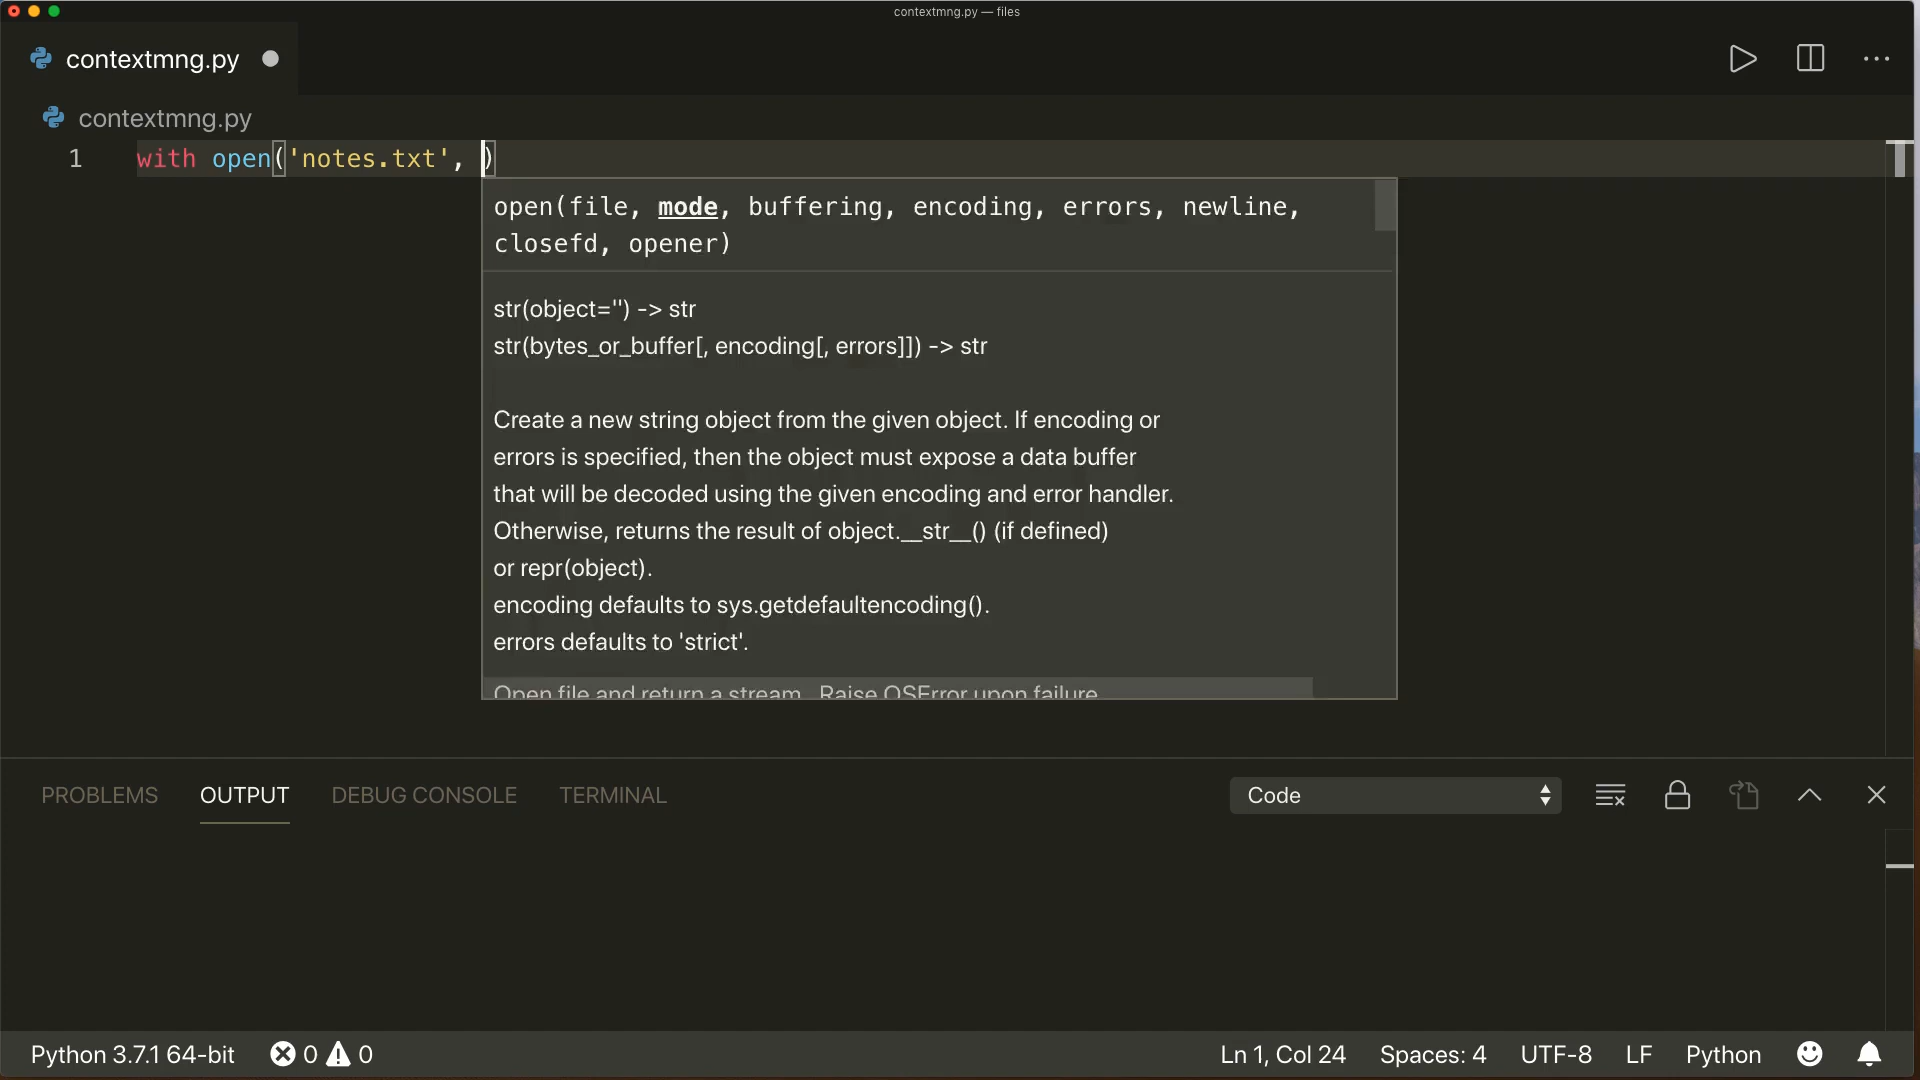 contextmng.py — files
contextmng.py
contextmng.py
1 with open('notes.txt', )
open(file, mode, buffering, encoding, errors, newline,
closefd, opener)
str(object='') -> str
str(bytes_or_buffer[, encoding[, errors]]) -> str
Create a new string object from the given object. If encoding or
errors is specified, then the object must expose a data buffer
that will be decoded using the given encoding and error handler.
Otherwise, returns the result of object.__str__() (if defined)
or repr(object).
encoding defaults to sys.getdefaultencoding().
errors defaults to 'strict'.
Open file and return a stream. Raise OSError upon failure.
PROBLEMS OUTPUT DEBUG CONSOLE TERMINAL Code
Python 3.7.1 64-bit 0 0 Ln 1, Col 24 Spaces: 4 UTF-8 LF Python